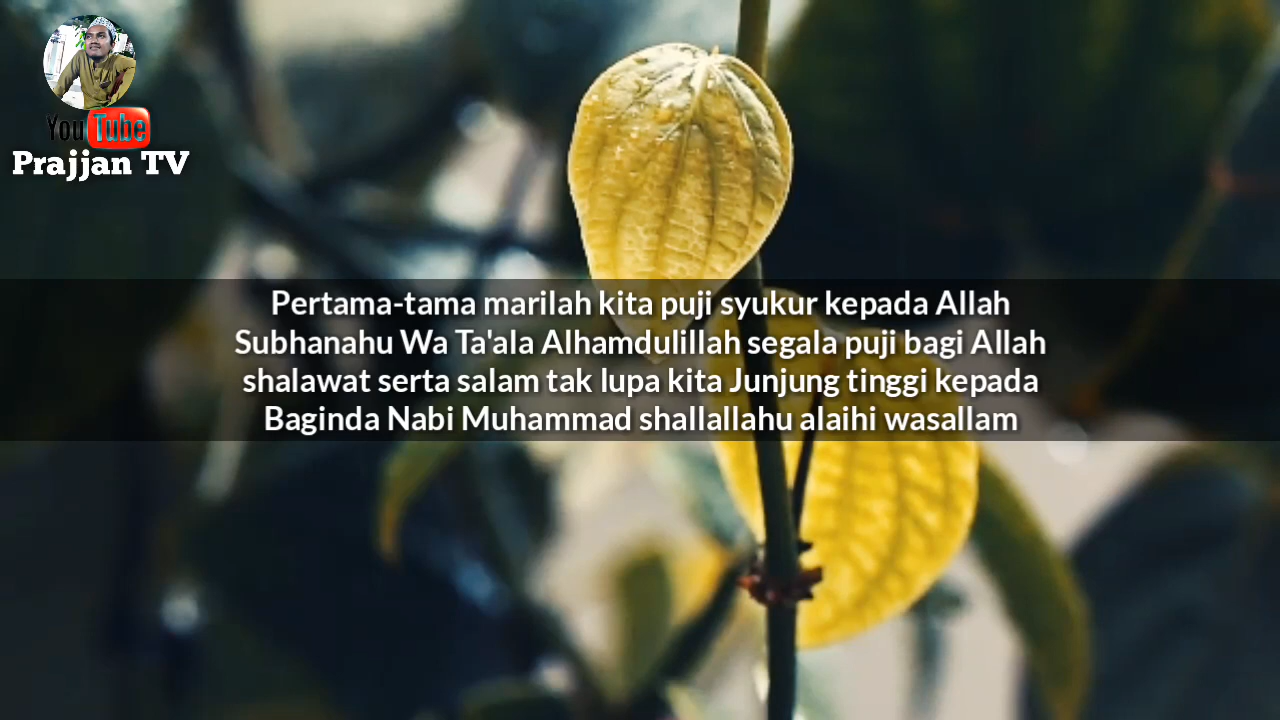 YouTube
Prajjan TV
Pertama-tama marilah kita puji syukur kepada Allah
Subhanahu Wa Ta'ala Alhamdulillah segala puji bagi Allah
shalawat serta salam tak lupa kita Junjung tinggi kepada
Baginda Nabi Muhammad shallallahu alaihi wasallam